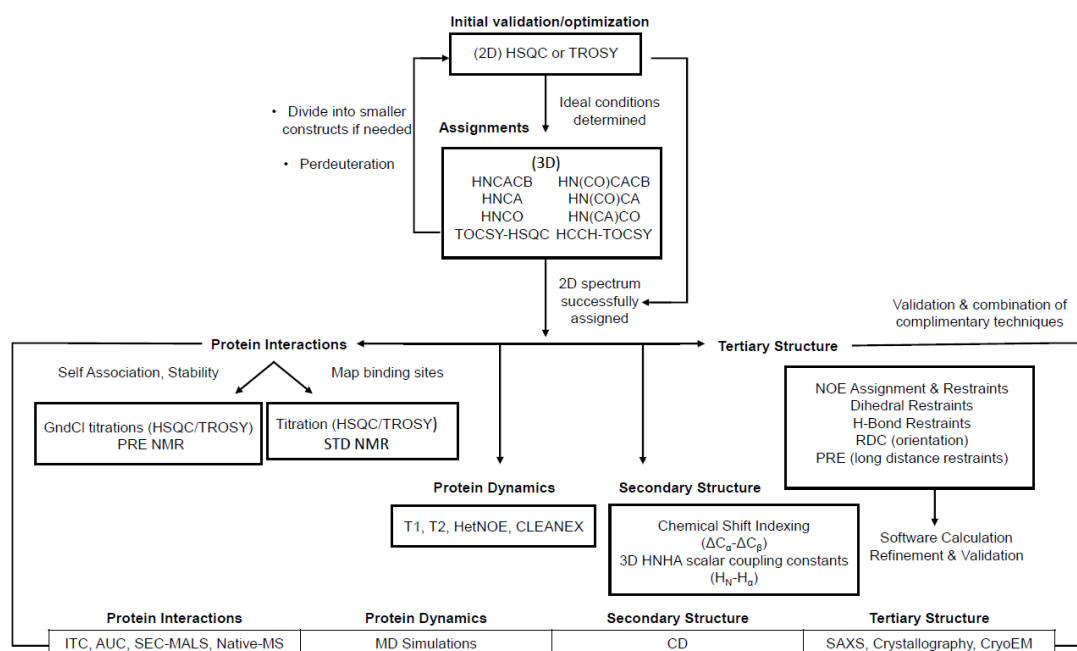 Initial validation/optimization
(2D) HSQC or TROSY
• Divide into smaller
constructs if needed
• Perdeuteration
Ideal conditions
determined
Assignments
(3D)
HNCACB HN(CO)CACB
HNCA HN(CO)CA
HNCO HN(CA)CO
TOCSY-HSQC HCCH-TOCSY
2D spectrum
successfully
assigned
Validation & combination of
complimentary techniques
Protein Interactions
Tertiary Structure
Self Association, Stability
Map binding sites
GndCl titrations (HSQC/TROSY)
PRE NMR
Titration (HSQC/TROSY)
STD NMR
NOE Assignment & Restraints
Dihedral Restraints
H-Bond Restraints
RDC (orientation)
PRE (long distance restraints)
Protein Dynamics
T1, T2, HetNOE, CLEANEX
Secondary Structure
Chemical Shift Indexing
(ΔCα-ΔCβ)
3D HNHA scalar coupling constants
(HN-Hα)
Software Calculation
Refinement & Validation
Protein Interactions Protein Dynamics Secondary Structure Tertiary Structure
ITC, AUC, SEC-MALS, Native-MS MD Simulations CD SAXS, Crystallography, CryoEM